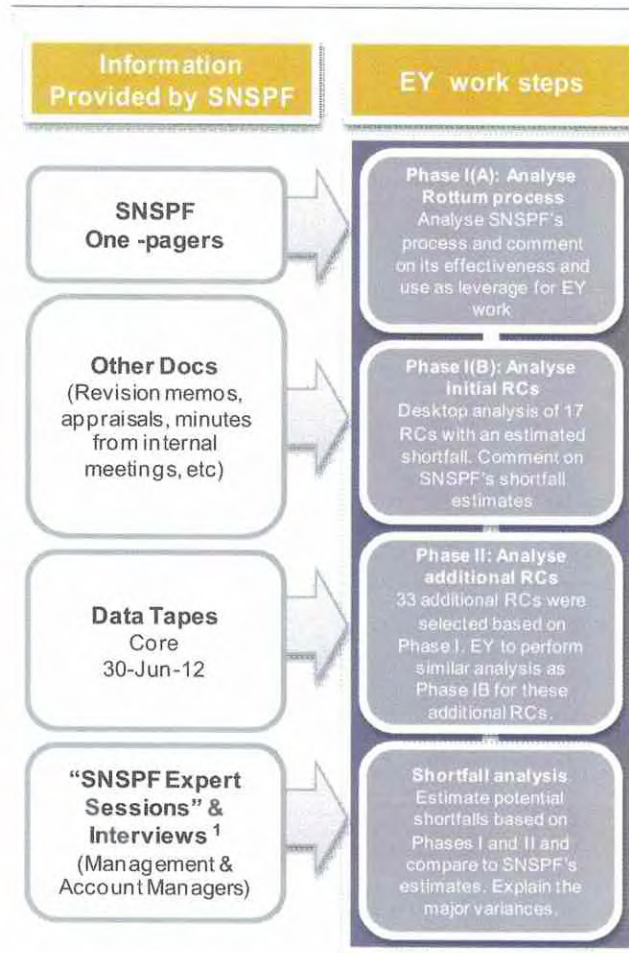 Information
Provided by SNSPF
EY work steps
SNSPF
One -pagers
Phase I(A): Analyse
Rottum process
Analyse SNSPF's
process and comment
on its effectiveness and
use as leverage for EY
work
Other Docs
(Revision memos,
appraisals, minutes
from internal
meetings, etc)
Phase I(B): Analyse
initial RCs
Desktop analysis of 17
RCs with an estimated
shortfall. Comment on
SNSPF's shortfall
estimates
Data Tapes
Core
30-Jun-12
Phase II: Analyse
additional RCs
33 additional RCs were
selected based on
Phase I. EY to perform
similar analysis as
Phase IB for these
additional RCs.
"SNSPF Expert
Sessions" &
Interviews 1
(Management &
Account Managers)
Shortfall analysis
Estimate potential
shortfalls based on
Phases I and II and
compare to SNSPF's
estimates. Explain the
major variances.